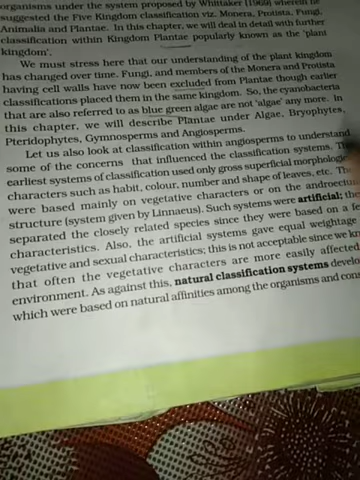 organisms under the system proposed by Whittaker (1969) wherein he
suggested the Five Kingdom classification viz. Monera, Protista, Fungi,
Animalia and Plantae. In this chapter, we will deal in detail with further
classification within Kingdom Plantae popularly known as the 'plant
kingdom'.
We must stress here that our understanding of the plant kingdom
has changed over time. Fungi, and members of the Monera and Protista
having cell walls have now been excluded from Plantae though earlier
classifications placed them in the same kingdom. So, the cyanobacteria
that are also referred to as blue green algae are not 'algae' any more. In
this chapter, we will describe Plantae under Algae, Bryophytes,
Pteridophytes, Gymnosperms and Angiosperms.
Let us also look at classification within angiosperms to understand
some of the concerns that influenced the classification systems. The
earliest systems of classification used only gross superficial morphologic
characters such as habit, colour, number and shape of leaves, etc. They
were based mainly on vegetative characters or on the androeciu
structure (system given by Linnaeus). Such systems were artificial; they
separated the closely related species since they were based on a fe
characteristics. Also, the artificial systems gave equal weightage
vegetative and sexual characteristics; this is not acceptable since we kn
that often the vegetative characters are more easily affected
environment. As against this, natural classification systems develo
which were based on natural affinities among the organisms and cons